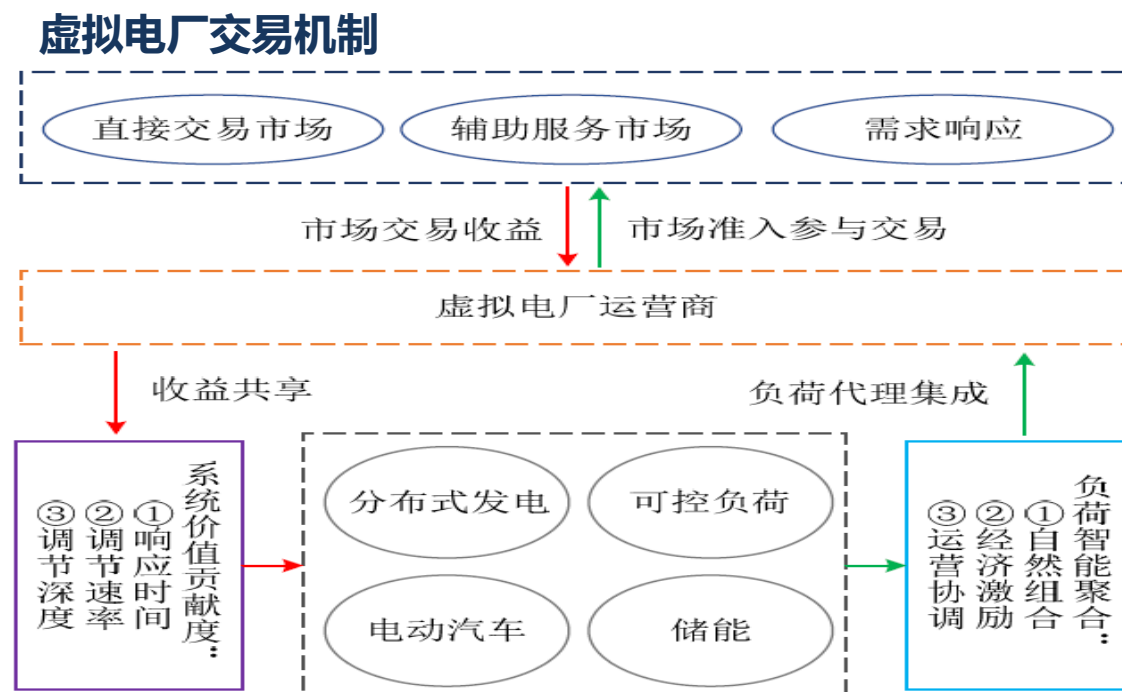 虚拟电厂交易机制
直接交易市场
辅助服务市场
需求响应
市场交易收益
市场准入参与交易
虚拟电厂运营商
收益共享
负荷代理集成
系统价值贡献度：
①响应时间
②调节速率
③调节深度
分布式发电
可控负荷
电动汽车
储能
负荷智能聚合：
①自然组合
②经济激励
③运营协调